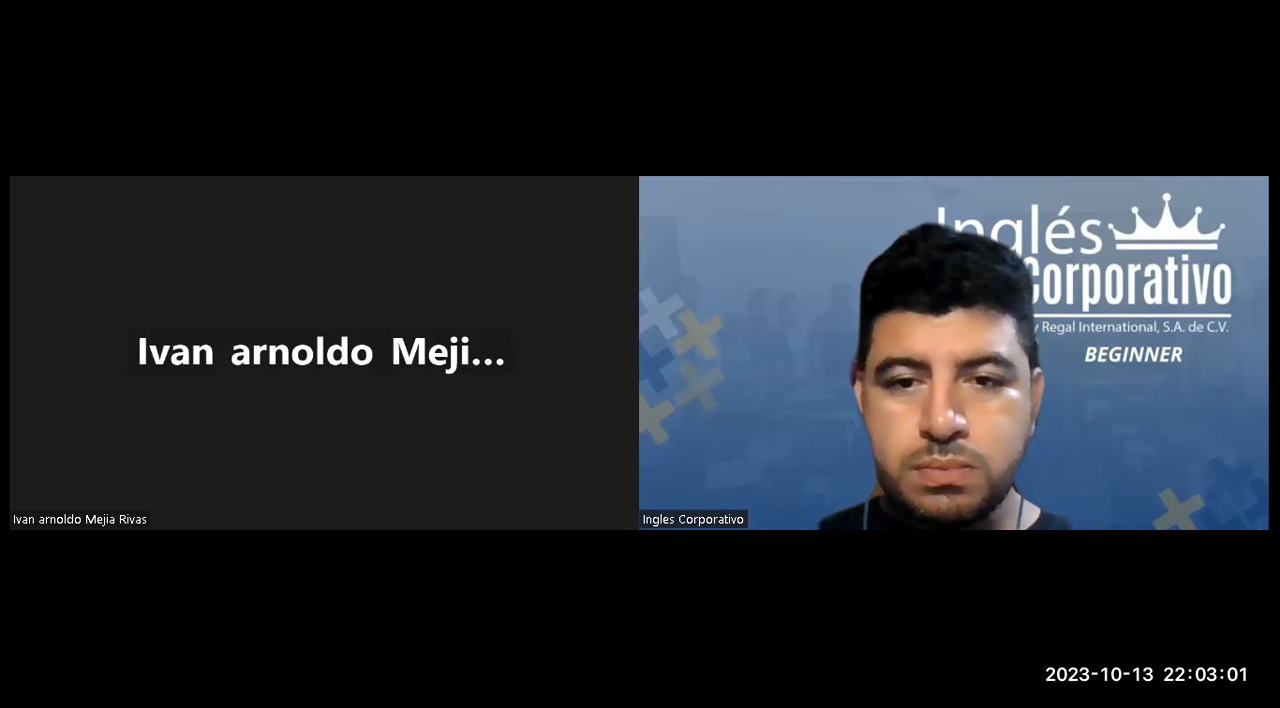 Ivan arnoldo Meji...
Ivan arnoldo Mejia Rivas
Inglés
Corporativo
y Regal International, S.A. de C.V.
BEGINNER
Ingles Corporativo
2023-10-13 22:03:01